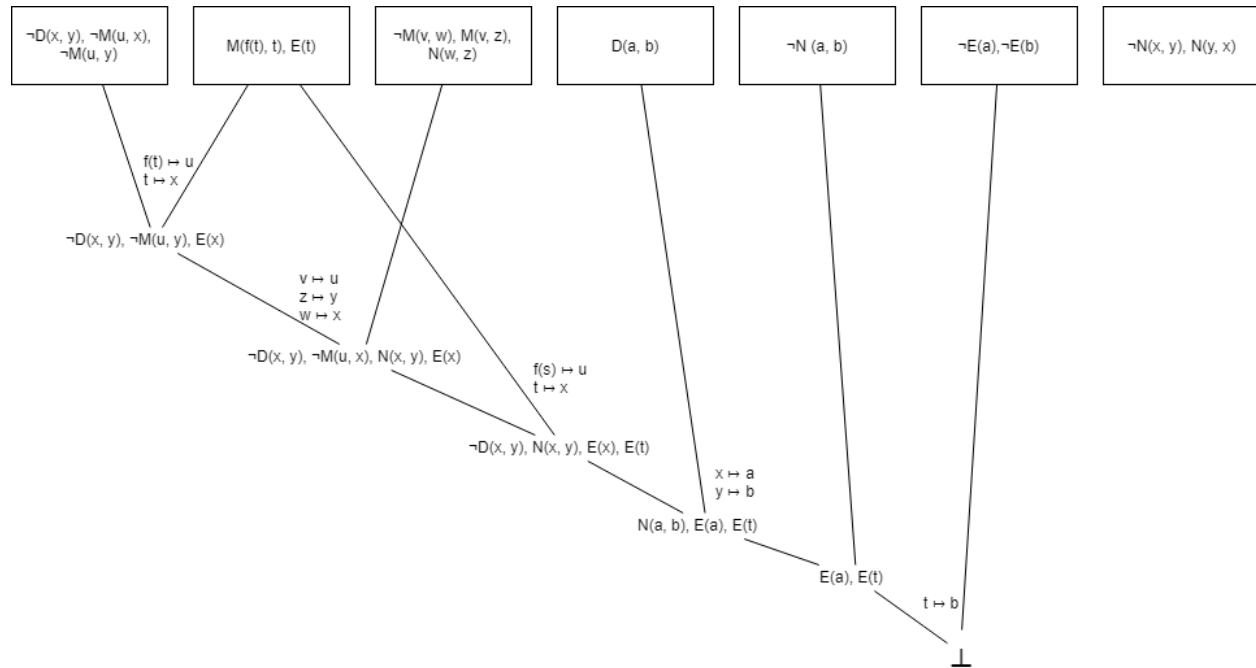 ¬D(x, y), ¬M(u, x),
¬M(u, y)
M(f(t), t), E(t)
¬M(v, w), M(v, z),
N(w, z)
D(a, b)
¬N (a, b)
¬E(a),¬E(b)
¬N(x, y), N(y, x)
f(t) ↦ u
t ↦ x
¬D(x, y), ¬M(u, y), E(x)
v ↦ u
z ↦ y
w ↦ x
¬D(x, y), ¬M(u, x), N(x, y), E(x)
f(s) ↦ u
t ↦ x
¬D(x, y), N(x, y), E(x), E(t)
x ↦ a
y ↦ b
N(a, b), E(a), E(t)
E(a), E(t)
t ↦ b
⊥